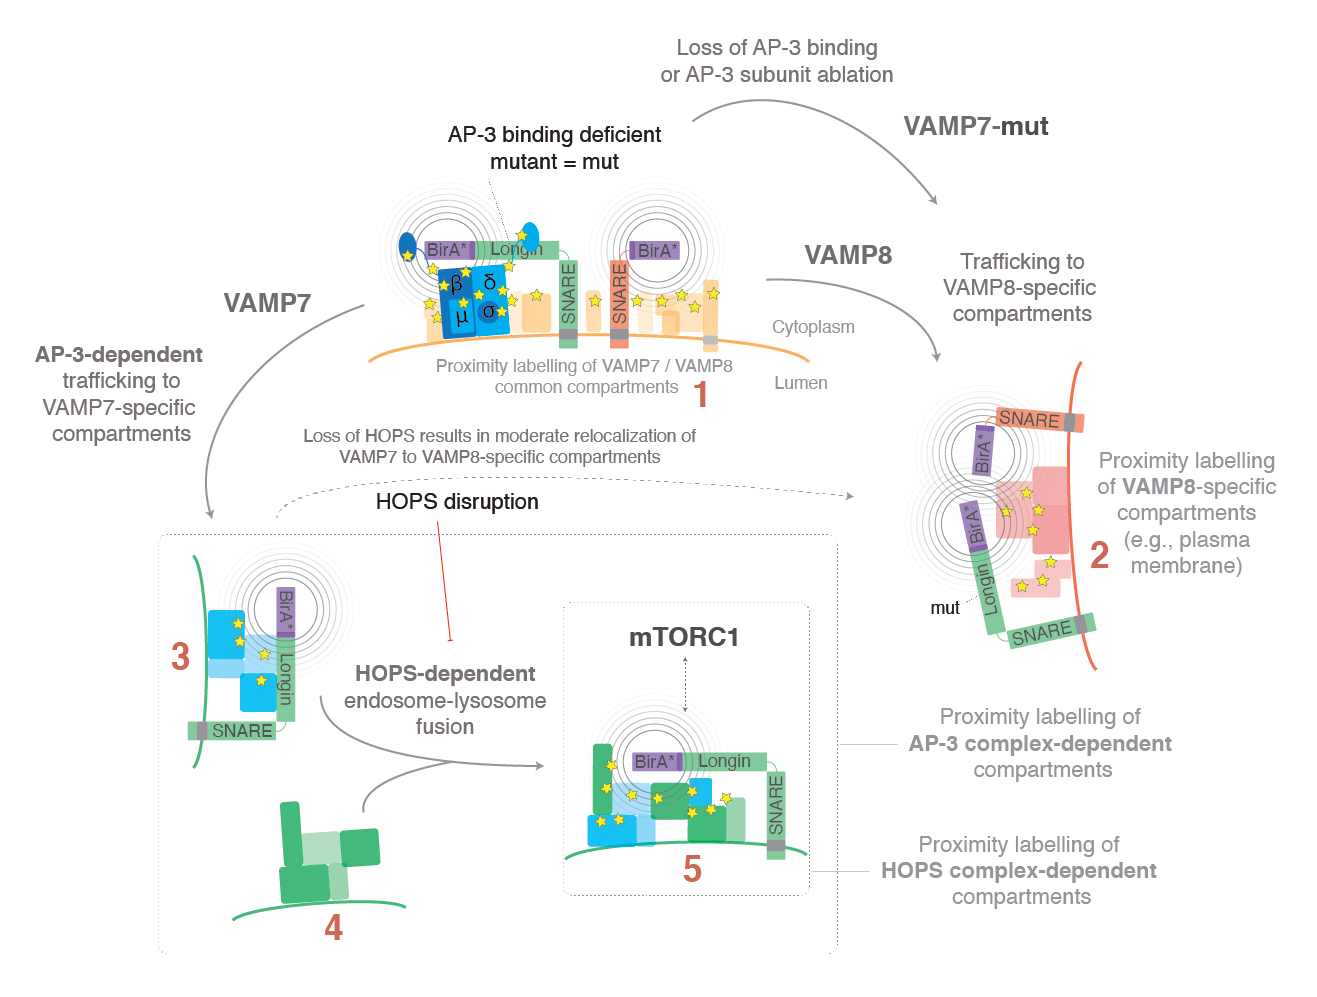 Loss of AP-3 binding
or AP-3 subunit ablation
VAMP7-mut
AP-3 binding deficient
mutant = mut
BirA*
Longin
SNARE
β
δ
μ
σ
SNARE
BirA*
VAMP8
Trafficking to
VAMP8-specific
compartments
VAMP7
AP-3-dependent
trafficking to
VAMP7-specific
compartments
Cytoplasm
Lumen
Proximity labelling of VAMP7 / VAMP8
common compartments
1
Loss of HOPS results in moderate relocalization of
VAMP7 to VAMP8-specific compartments
HOPS disruption
SNARE
BirA*
BirA*
Longin
mut
SNARE
2
Proximity labelling
of VAMP8-specific
compartments
(e.g., plasma
membrane)
3
BirA*
Longin
SNARE
HOPS-dependent
endosome-lysosome
fusion
mTORC1
BirA*
Longin
SNARE
5
4
Proximity labelling of
AP-3 complex-dependent
compartments
Proximity labelling of
HOPS complex-dependent
compartments